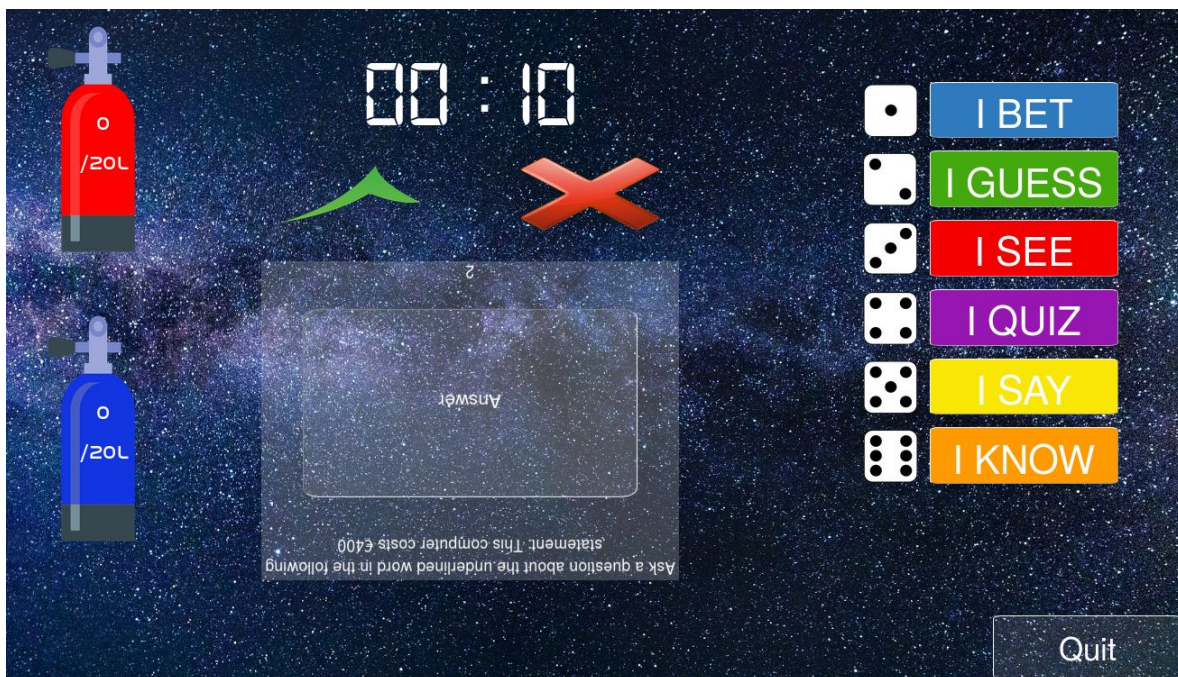 0
/20L
00:10
I BET
I GUESS
I SEE
I QUIZ
I SAY
I KNOW
0
/20L
Ask a question about the underlined word in the following
statement: This computer costs €400
Answer
2
Quit